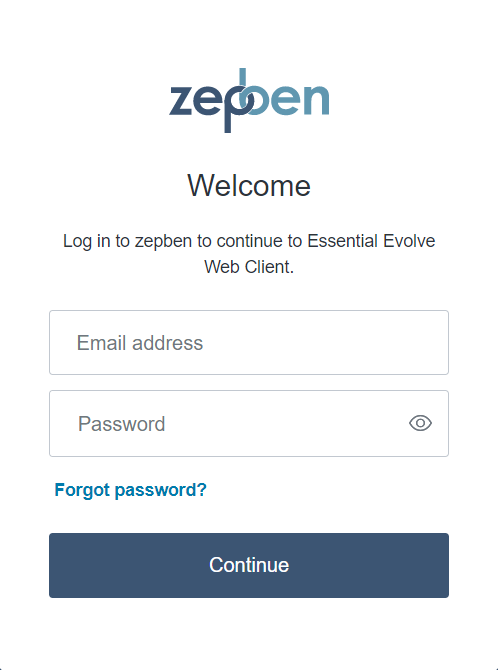 zepben
Welcome
Log in to zepben to continue to Essential Evolve
Web Client.
Email address
Password
Forgot password?
Continue